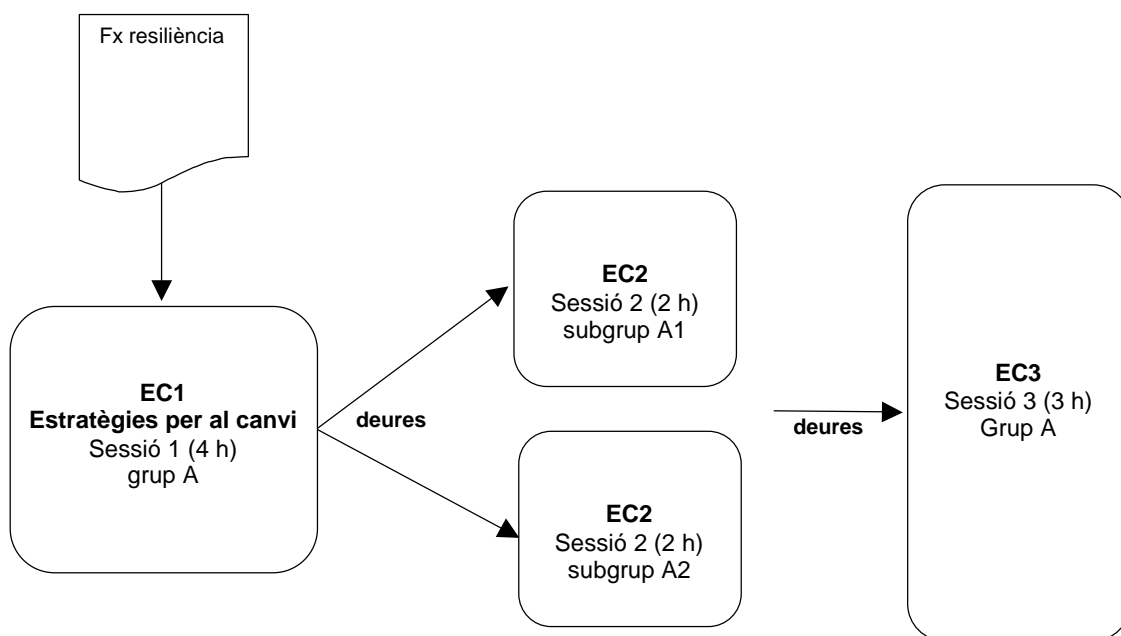 Fx resiliència
EC1
Estratègies per al canvi
Sessió 1 (4 h)
grup A
deures
EC2
Sessió 2 (2 h)
subgrup A1
EC2
Sessió 2 (2 h)
subgrup A2
deures
EC3
Sessió 3 (3 h)
Grup A